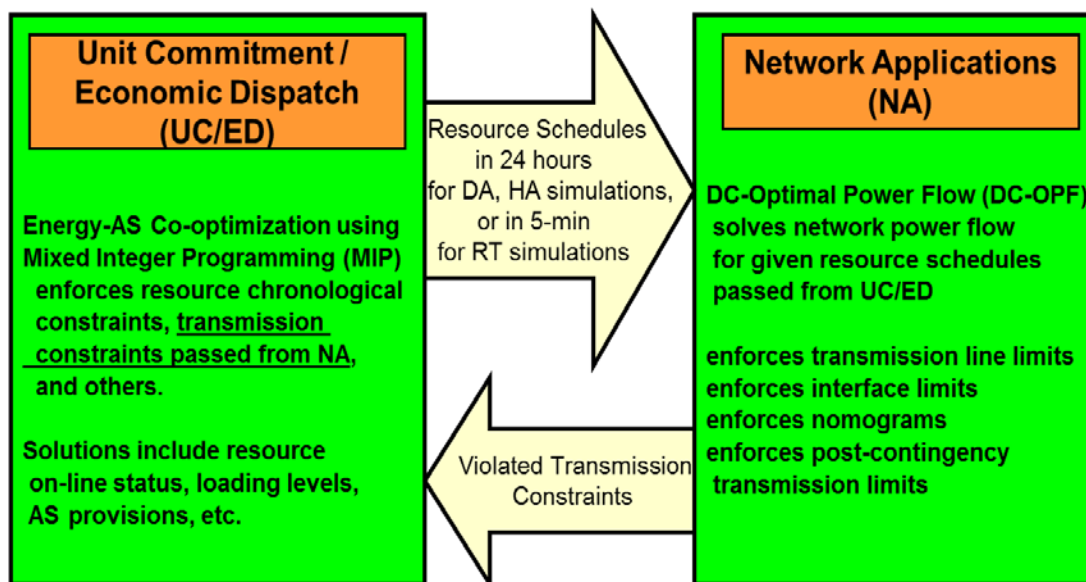 Unit Commitment /
Economic Dispatch
(UC/ED)
Energy-AS Co-optimization using
Mixed Integer Programming (MIP)
enforces resource chronological
constraints, transmission
constraints passed from NA,
and others.
Solutions include resource
on-line status, loading levels,
AS provisions, etc.
Resource Schedules
in 24 hours
for DA, HA simulations,
or in 5-min
for RT simulations
Violated Transmission
Constraints
Network Applications
(NA)
DC-Optimal Power Flow (DC-OPF)
solves network power flow
for given resource schedules
passed from UC/ED
enforces transmission line limits
enforces interface limits
enforces nomograms
enforces post-contingency
transmission limits